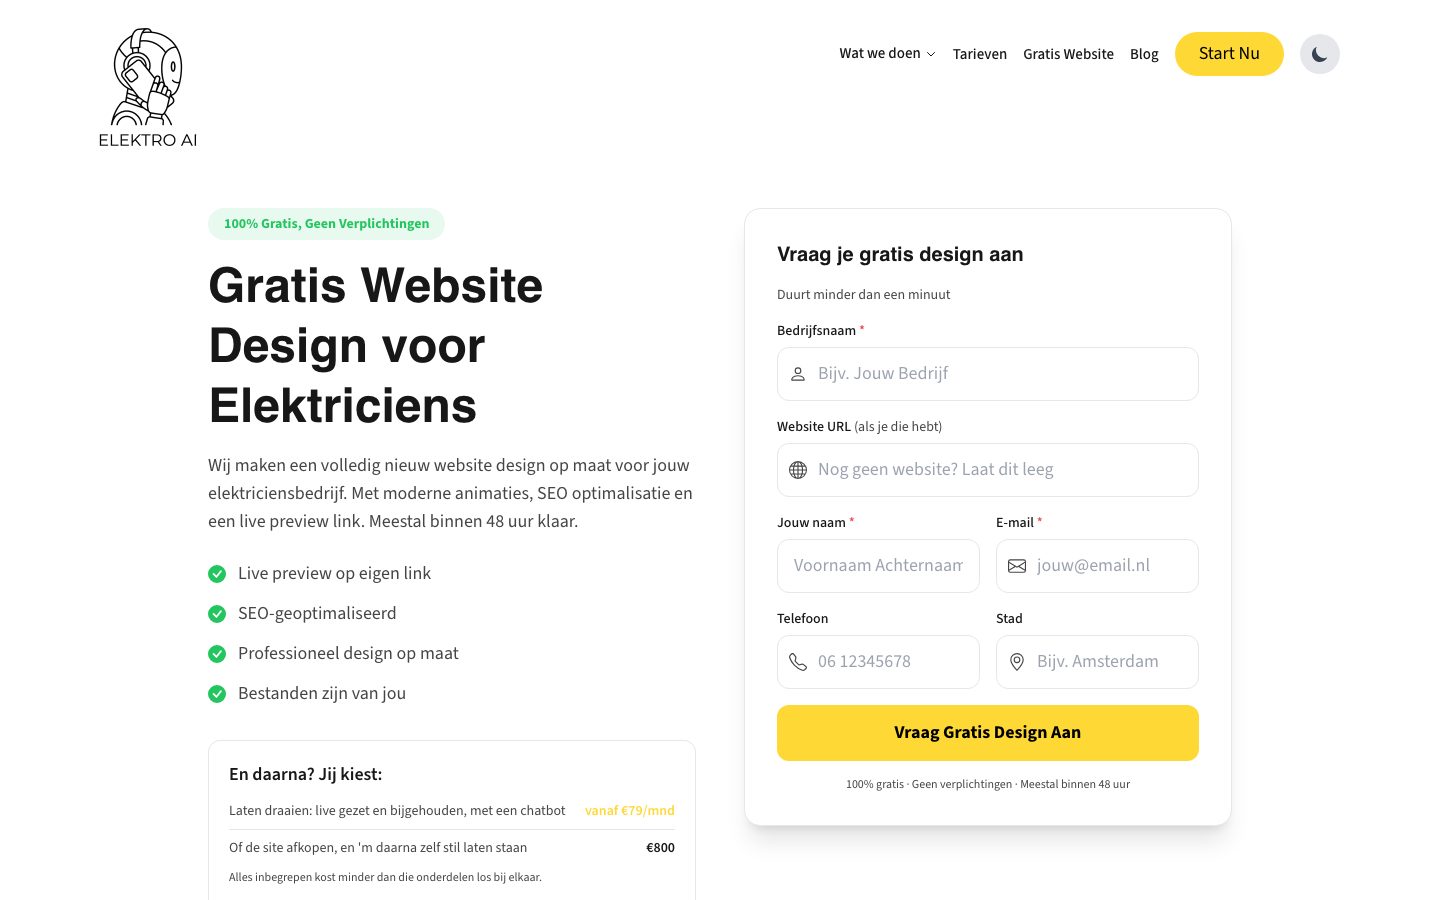 ELEKTRO AI
Wat we doen
Tarieven
Gratis Website
Blog
Start Nu
100% Gratis, Geen Verplichtingen
Gratis Website
Design voor
Elektriciens
Wij maken een volledig nieuw website design op maat voor jouw
elektriciensbedrijf. Met moderne animaties, SEO optimalisatie en
een live preview link. Meestal binnen 48 uur klaar.
Live preview op eigen link
SEO-geoptimaliseerd
Professioneel design op maat
Bestanden zijn van jou
En daarna? Jij kiest:
Laten draaien: live gezet en bijgehouden, met een chatbot vanaf €79/mnd
Of de site afkopen, en 'm daarna zelf stil laten staan €800
Alles inbegrepen kost minder dan die onderdelen los bij elkaar.
Vraag je gratis design aan
Duurt minder dan een minuut
Bedrijfsnaam *
Bijv. Jouw Bedrijf
Website URL (als je die hebt)
Nog geen website? Laat dit leeg
Jouw naam *
Voornaam Achternaam
E-mail *
jouw@email.nl
Telefoon
06 12345678
Stad
Bijv. Amsterdam
Vraag Gratis Design Aan
100% gratis · Geen verplichtingen · Meestal binnen 48 uur